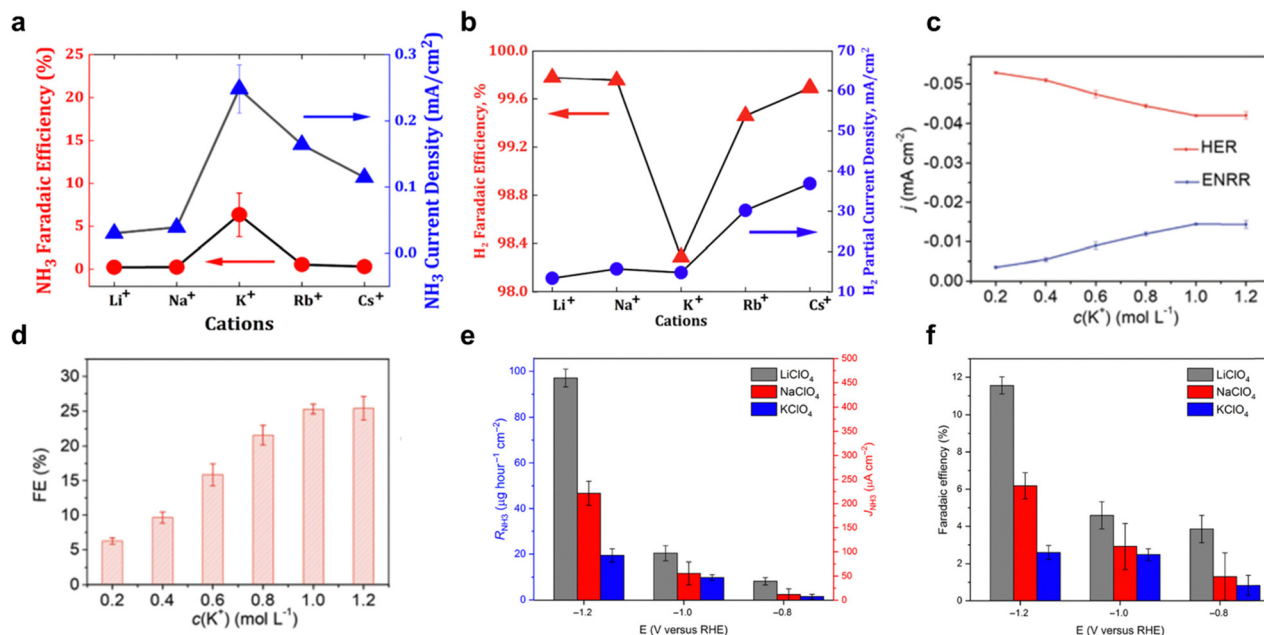 a
NH₃ Faradaic Efficiency (%)
25
20
15
10
5
0
0.3
0.2
0.1
0.0
NH₃ Current Density (mA/cm²)
Li⁺ Na⁺ K⁺ Rb⁺ Cs⁺
Cations
b
H₂ Faradaic Efficiency, %
100.0
99.6
99.2
98.8
98.4
98.0
70
60
50
40
30
20
10
H₂ Partial Current Density, mA/cm²
Li⁺ Na⁺ K⁺ Rb⁺ Cs⁺
Cations
c
j (mA cm⁻²)
-0.05
-0.04
-0.03
-0.02
-0.01
0.00
HER
ENRR
0.2 0.4 0.6 0.8 1.0 1.2
c(K⁺) (mol L⁻¹)
d
FE (%)
30
25
20
15
10
5
0
0.2 0.4 0.6 0.8 1.0 1.2
c(K⁺) (mol L⁻¹)
e
R_NH3 (μg hour⁻¹ cm⁻²)
100
80
60
40
20
0
LiClO₄
NaClO₄
KClO₄
500
450
400
350
300
250
200
150
100
50
0
J_NH3 (μA cm⁻²)
−1.2 −1.0 −0.8
E (V versus RHE)
f
Faradaic effiency (%)
12
10
8
6
4
2
0
LiClO₄
NaClO₄
KClO₄
−1.2 −1.0 −0.8
E (V versus RHE)